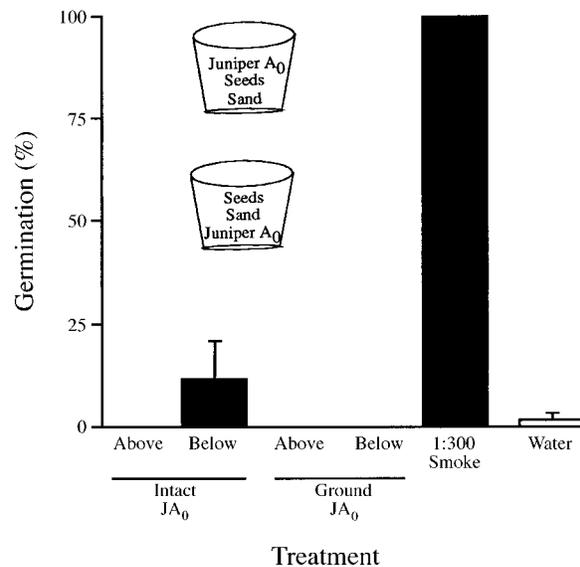 100
75
50
25
0
Germination (%)
Juniper A0
Seeds
Sand
Seeds
Sand
Juniper A0
Above Below Above Below 1:300 Water
Smoke
Intact Ground
JA0 JA0
Treatment